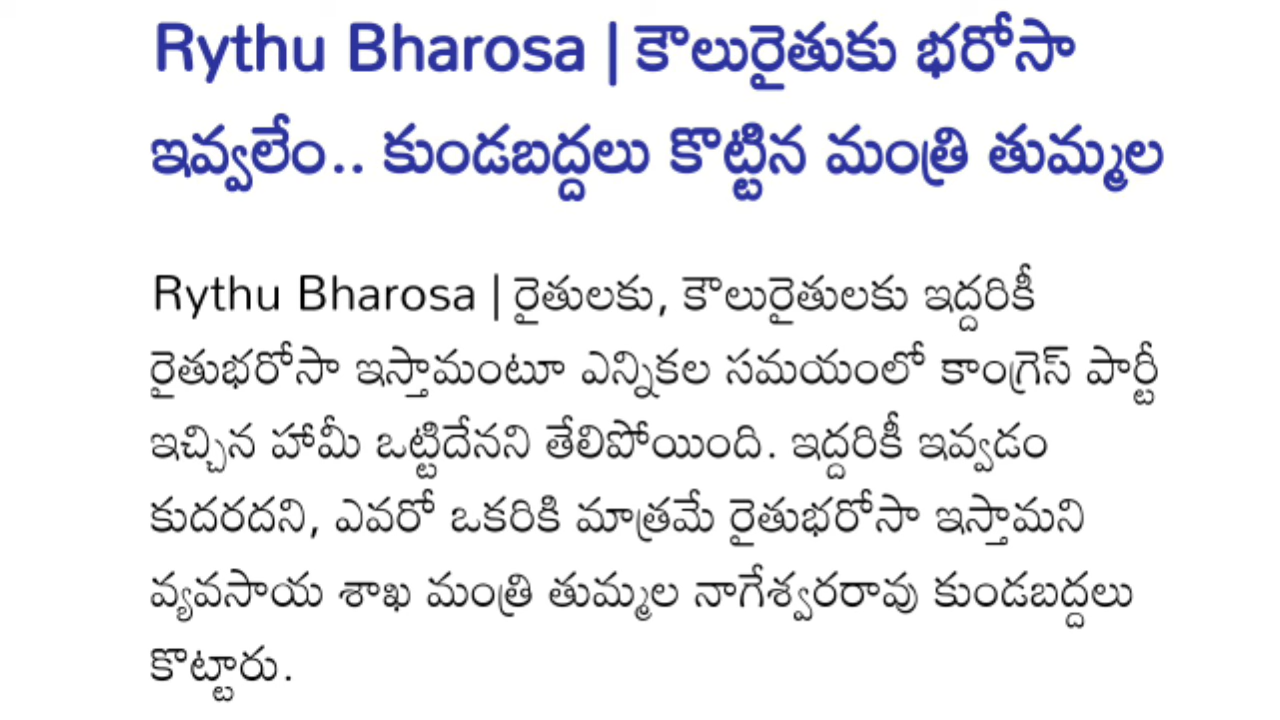 Rythu Bharosa | కౌలురైతుకు భరోసా
ఇవ్వలేం.. కుండబద్దలు కొట్టిన మంత్రి తుమ్మల
Rythu Bharosa | రైతులకు, కౌలురైతులకు ఇద్దరికీ
రైతుభరోసా ఇస్తామంటూ ఎన్నికల సమయంలో కాంగ్రెస్ పార్టీ
ఇచ్చిన హామీ ఒట్టిదేనని తేలిపోయింది. ఇద్దరికీ ఇవ్వడం
కుదరదని, ఎవరో ఒకరికి మాత్రమే రైతుభరోసా ఇస్తామని
వ్యవసాయ శాఖ మంత్రి తుమ్మల నాగేశ్వరరావు కుండబద్దలు
కొట్టారు.